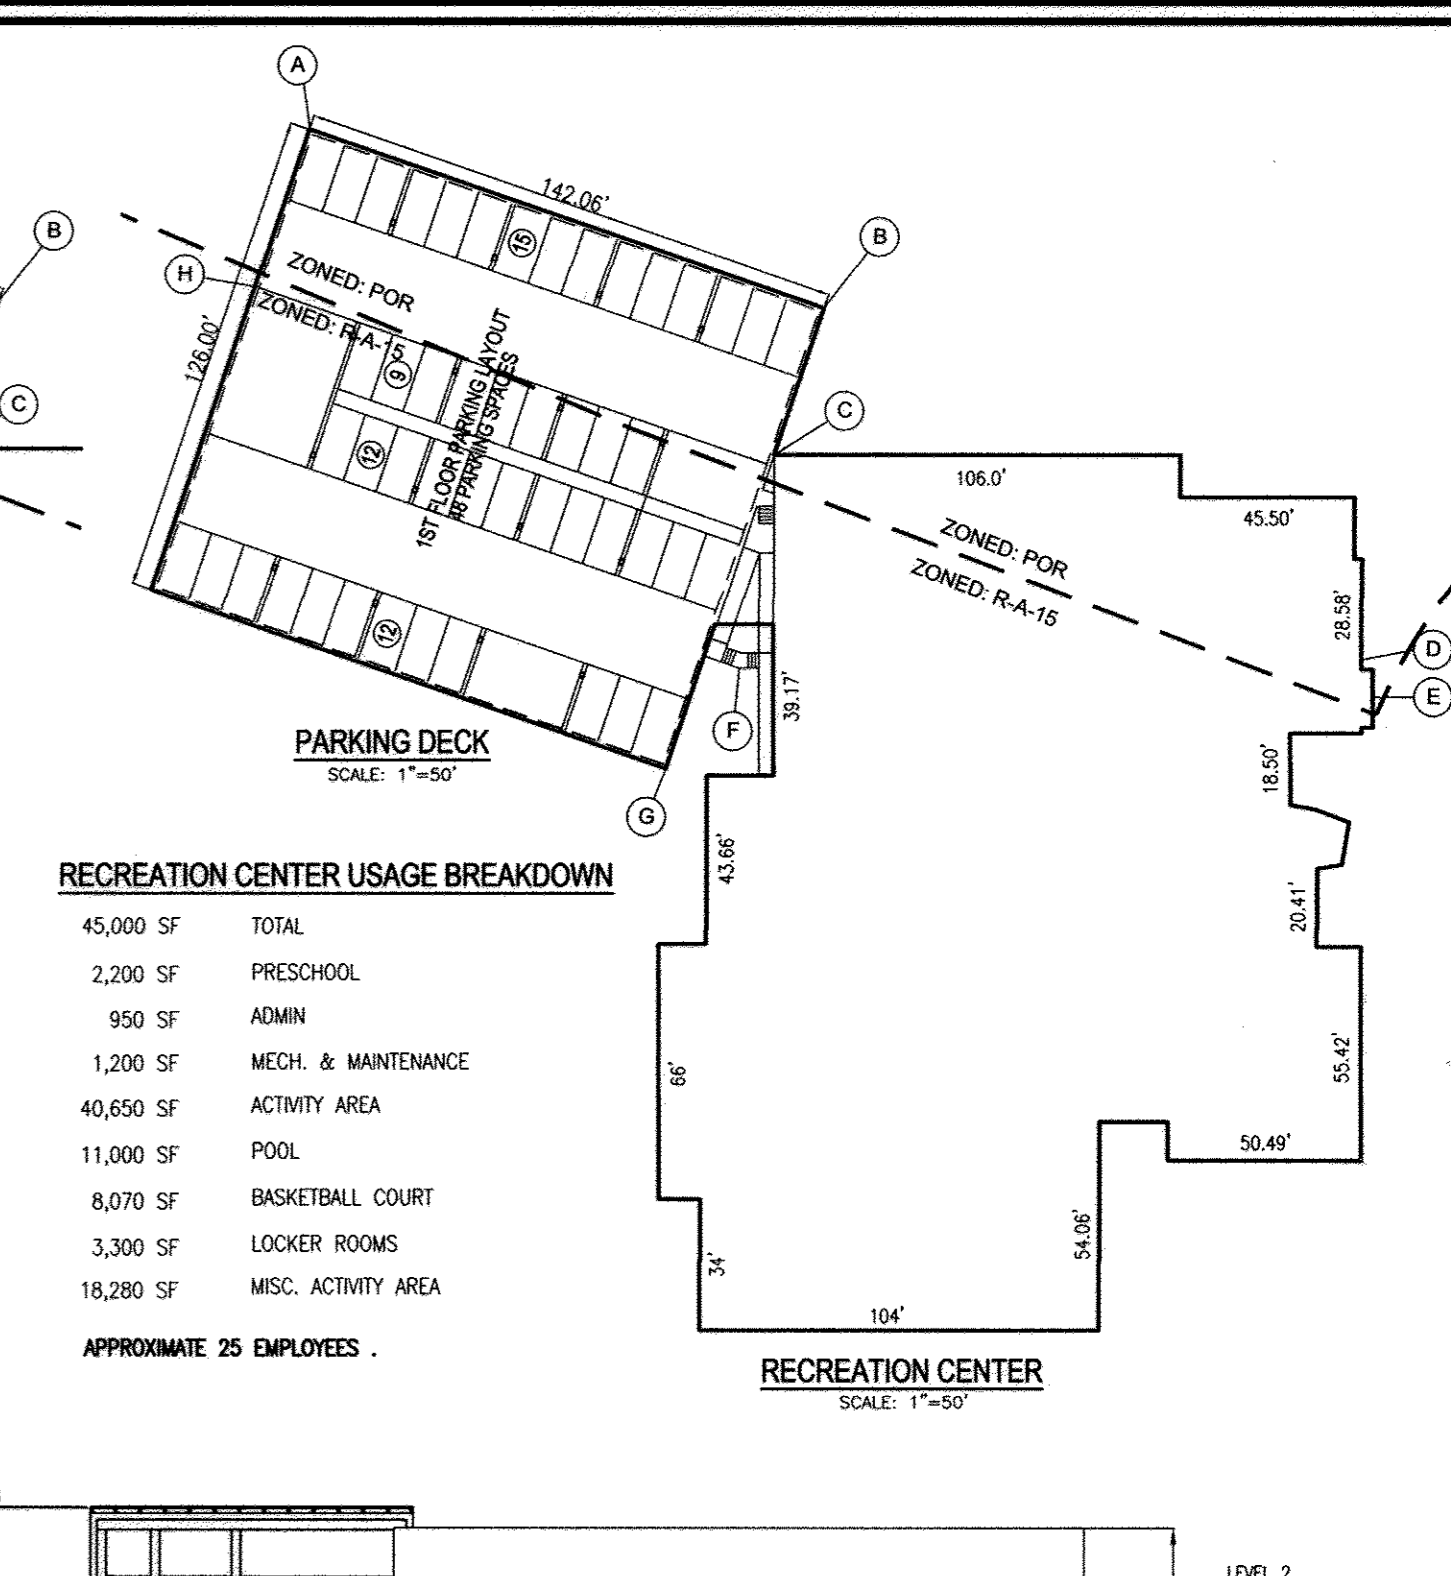 A
142.06'
B
B
H
ZONED: POR
15
ZONED: R-A-15
126.00'
9
C
C
12
1ST FLOOR PARKING LAYOUT
48 PARKING SPACES
106.0'
45.50'
ZONED: POR
ZONED: R-A-15
28.58'
D
E
12
39.17'
F
PARKING DECK
SCALE: 1"=50'
18.50'
G
43.66'
RECREATION CENTER USAGE BREAKDOWN
45,000 SF TOTAL
2,200 SF PRESCHOOL
950 SF ADMIN
1,200 SF MECH. & MAINTENANCE
40,650 SF ACTIVITY AREA
11,000 SF POOL
8,070 SF BASKETBALL COURT
3,300 SF LOCKER ROOMS
18,280 SF MISC. ACTIVITY AREA
APPROXIMATE 25 EMPLOYEES .
20.41'
66'
55.42'
50.49'
54.06'
34'
104'
RECREATION CENTER
SCALE: 1"=50'
LEVEL 2